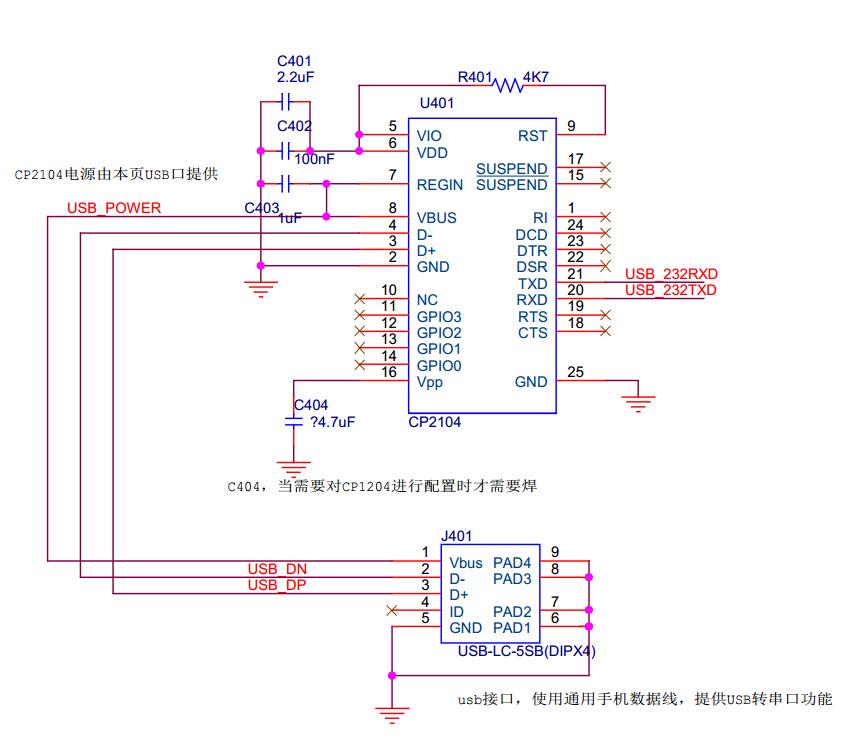 C401
2.2uF
R401 4K7
U401
C402
100nF
5 VIO RST 9
6 VDD
SUSPEND 17
CP2104电源由本页USB口提供
7 REGIN SUSPEND 15
C403
1uF
USB_POWER
8 VBUS RI 1
4 D- DCD 24
3 D+ DTR 23
2 GND DSR 22
TXD 21 USB_232RXD
10 NC RXD 20 USB_232TXD
11 GPIO3 RTS 19
12 GPIO2 CTS 18
13 GPIO1
14 GPIO0
16 Vpp GND 25
C404
?4.7uF
CP2104
C404，当需要对CP1204进行配置时才需要焊
J401
1 Vbus PAD4 9
USB_DN 2 D- PAD3 8
USB_DP 3 D+
4 ID PAD2 7
5 GND PAD1 6
USB-LC-5SB(DIPX4)
usb接口，使用通用手机数据线，提供USB转串口功能